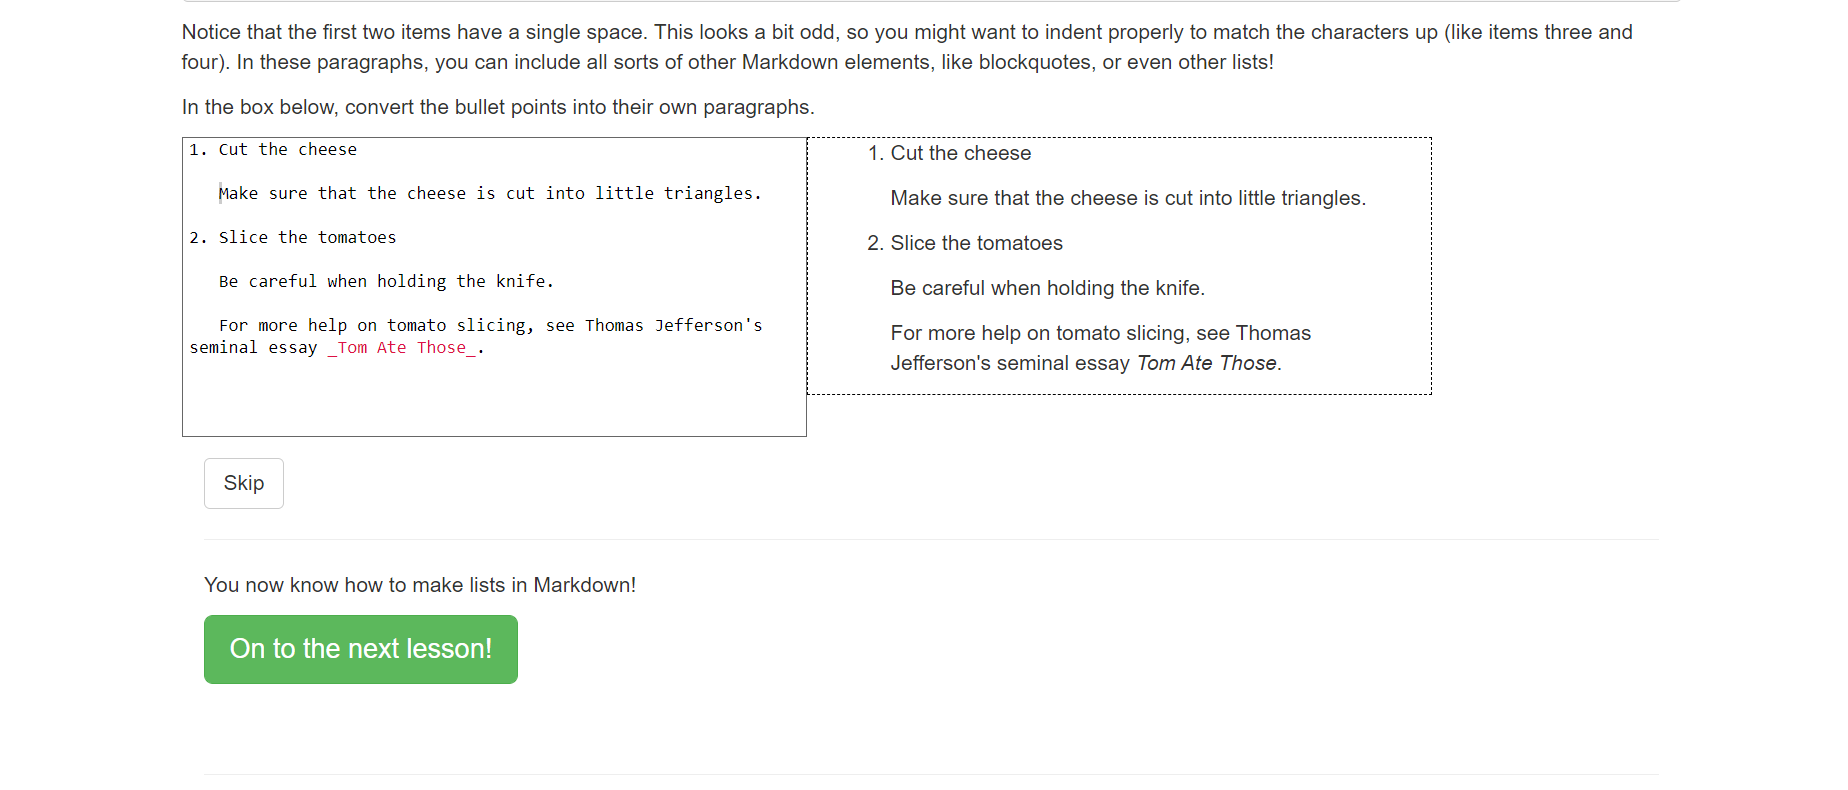 Notice that the first two items have a single space. This looks a bit odd, so you might want to indent properly to match the characters up (like items three and
four). In these paragraphs, you can include all sorts of other Markdown elements, like blockquotes, or even other lists!
In the box below, convert the bullet points into their own paragraphs.
1. Cut the cheese
Make sure that the cheese is cut into little triangles.
2. Slice the tomatoes
Be careful when holding the knife.
For more help on tomato slicing, see Thomas Jefferson's
seminal essay _Tom Ate Those_.
1. Cut the cheese
Make sure that the cheese is cut into little triangles.
2. Slice the tomatoes
Be careful when holding the knife.
For more help on tomato slicing, see Thomas
Jefferson's seminal essay Tom Ate Those.
Skip
You now know how to make lists in Markdown!
On to the next lesson!